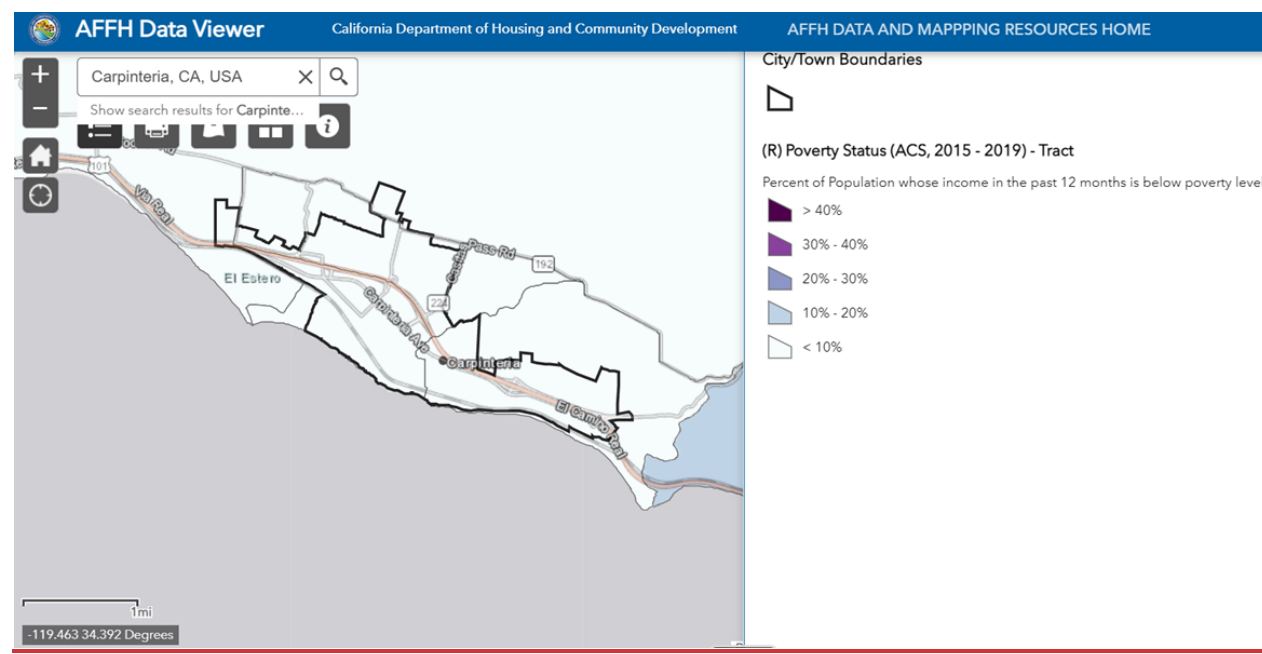 AFFH Data Viewer
California Department of Housing and Community Development
AFFH DATA AND MAPPPING RESOURCES HOME
+
−
Carpinteria, CA, USA
Show search results for Carpinte...
101
Via Real
El Estero
Carpinteria Ave
Pass Rd
192
224
Carpinteria
El Camino Real
1mi
-119.463 34.392 Degrees
City/Town Boundaries
(R) Poverty Status (ACS, 2015 - 2019) - Tract
Percent of Population whose income in the past 12 months is below poverty level
> 40%
30% - 40%
20% - 30%
10% - 20%
< 10%